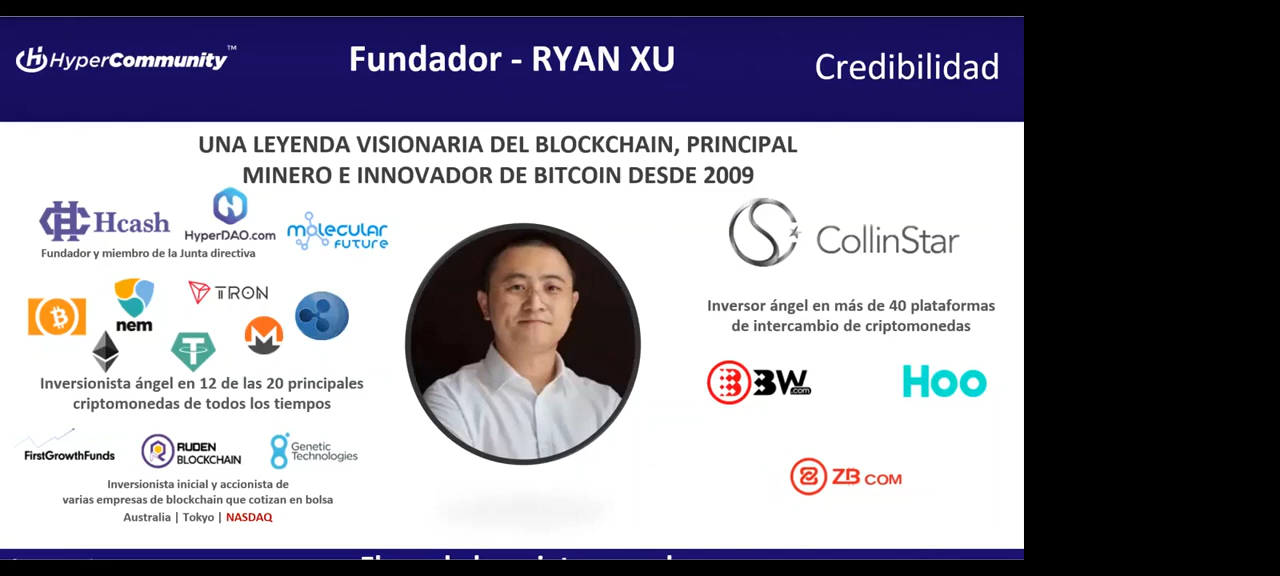 HyperCommunity™
Fundador - RYAN XU
Credibilidad
UNA LEYENDA VISIONARIA DEL BLOCKCHAIN, PRINCIPAL
MINERO E INNOVADOR DE BITCOIN DESDE 2009
Hcash
HyperDAO.com
molecular
FUTURE
Fundador y miembro de la Junta directiva
nem
TRON
Inversionista ángel en 12 de las 20 principales
criptomonedas de todos los tiempos
FirstGrowthFunds
RUDEN
BLOCKCHAIN
Genetic
Technologies
Inversionista inicial y accionista de
varias empresas de blockchain que cotizan en bolsa
Australia | Tokyo | NASDAQ
CollinStar
Inversor ángel en más de 40 plataformas
de intercambio de criptomonedas
BW.com
Hoo
ZB COM